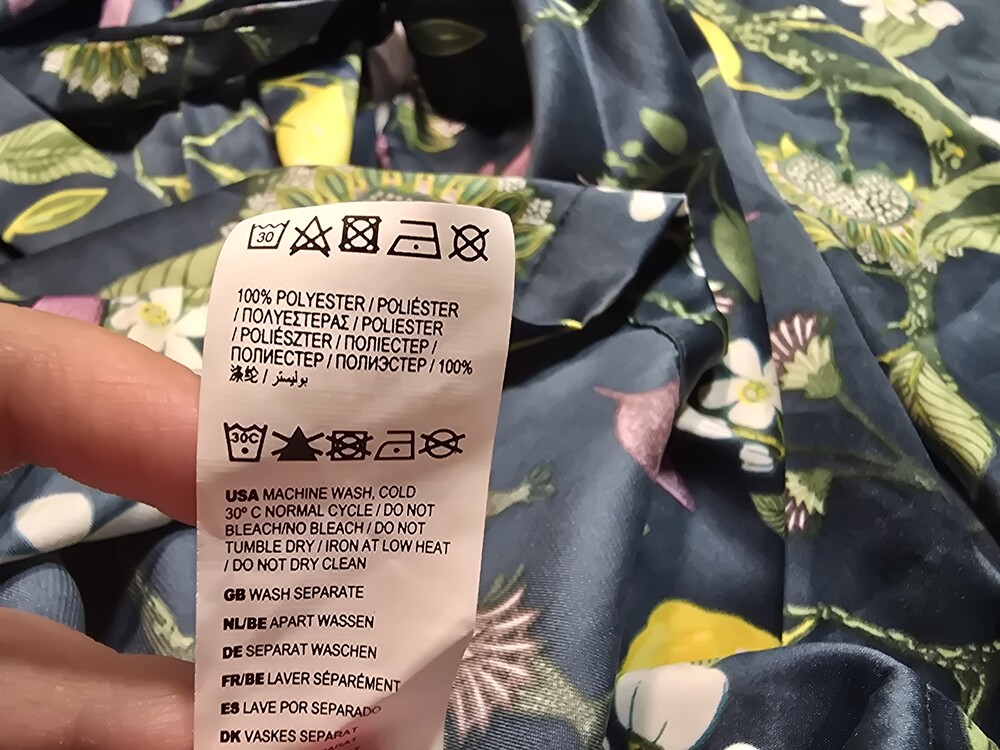 30
100% POLYESTER / POLIÉSTER
/ ΠΟΛΥΕΣΤΕΡΑΣ / POLIESTER
/ POLIÉSZTER / ПОЛІЕСТЕР /
ПОЛИЕСТЕР / ПОЛИЭСТЕР / 100%
涤纶 / بوليستر
30C
USA MACHINE WASH, COLD
30º C NORMAL CYCLE / DO NOT
BLEACH/NO BLEACH / DO NOT
TUMBLE DRY / IRON AT LOW HEAT
/ DO NOT DRY CLEAN
GB WASH SEPARATE
NL/BE APART WASSEN
DE SEPARAT WASCHEN
FR/BE LAVER SÉPARÉMENT
ES LAVE POR SEPARADO
DK VASKES SEPARAT